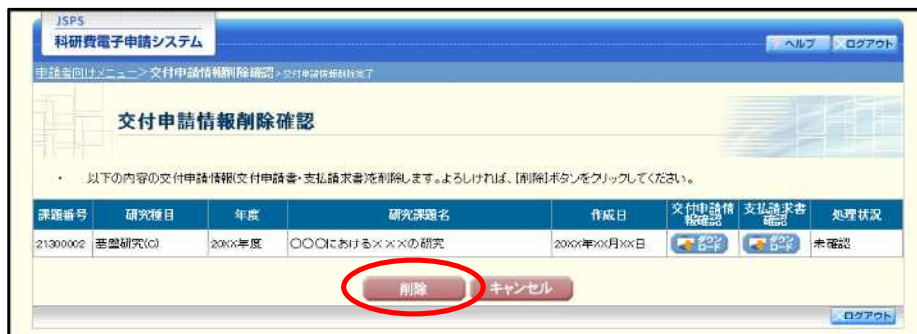 JSPS
科研費電子申請システム
ヘルプ ログアウト
申請者向けメニュー>交付申請情報削除確認>交付申請情報削除完了
交付申請情報削除確認
・ 以下の内容の交付申請情報(交付申請書・支払請求書)を削除します。よろしければ、[削除]ボタンをクリックしてください。
課題番号 研究種目 年度 研究課題名 作成日 交付申請情報確認 支払請求書確認 処理状況
21300002 基盤研究(C) 20XX年度 〇〇〇における×××の研究 20XX年XX月XX日 ダウンロード ダウンロード 未確認
削除 キャンセル
ログアウト